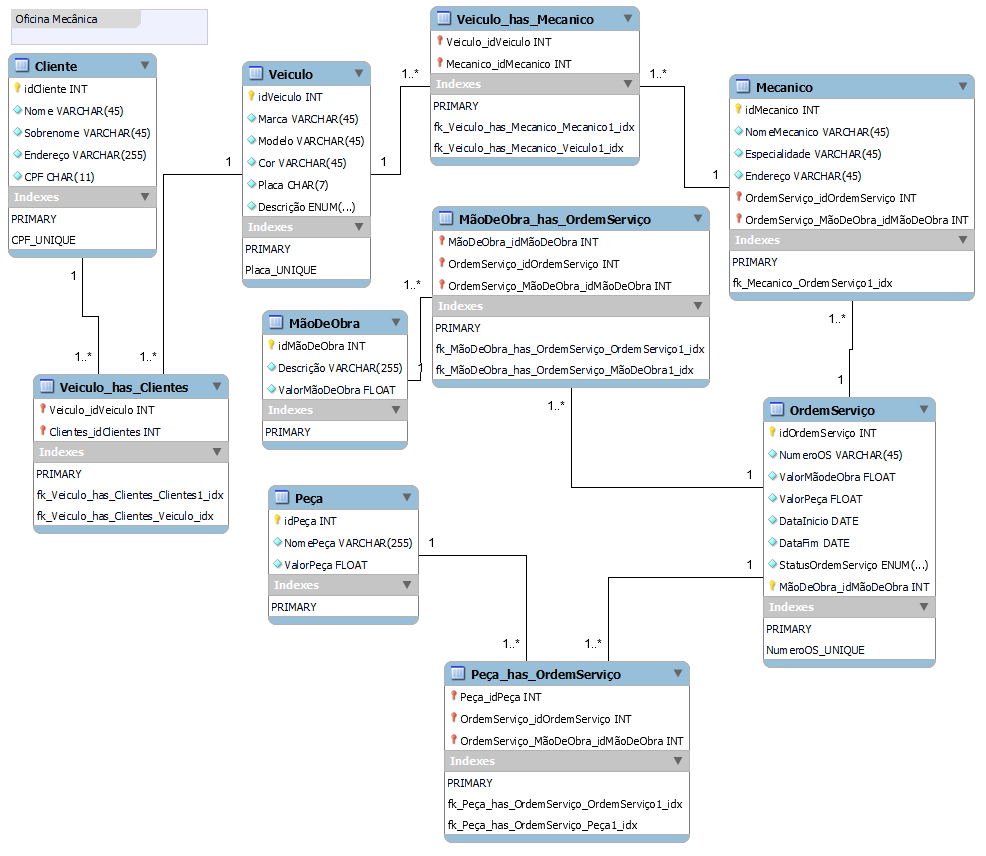 Oficina Mecânica
Cliente
idCliente INT
Nome VARCHAR(45)
Sobrenome VARCHAR(45)
Endereço VARCHAR(255)
CPF CHAR(11)
Indexes
PRIMARY
CPF_UNIQUE
Veiculo
idVeiculo INT
Marca VARCHAR(45)
Modelo VARCHAR(45)
Cor VARCHAR(45)
Placa CHAR(7)
Descrição ENUM(...)
Indexes
PRIMARY
Placa_UNIQUE
Veiculo_has_Mecanico
Veiculo_idVeiculo INT
Mecanico_idMecanico INT
Indexes
PRIMARY
fk_Veiculo_has_Mecanico_Mecanico1_idx
fk_Veiculo_has_Mecanico_Veiculo1_idx
Mecanico
idMecanico INT
NomeMecanico VARCHAR(45)
Especialidade VARCHAR(45)
Endereço VARCHAR(45)
OrdemServiço_idOrdemServiço INT
OrdemServiço_MãoDeObra_idMãoDeObra INT
Indexes
PRIMARY
fk_Mecanico_OrdemServiço1_idx
MãoDeObra_has_OrdemServiço
MãoDeObra_idMãoDeObra INT
OrdemServiço_idOrdemServiço INT
OrdemServiço_MãoDeObra_idMãoDeObra INT
Indexes
PRIMARY
fk_MãoDeObra_has_OrdemServiço_OrdemServiço1_idx
fk_MãoDeObra_has_OrdemServiço_MãoDeObra1_idx
MãoDeObra
idMãoDeObra INT
Descrição VARCHAR(255)
ValorMãoDeObra FLOAT
Indexes
PRIMARY
Veiculo_has_Clientes
Veiculo_idVeiculo INT
Clientes_idClientes INT
Indexes
PRIMARY
fk_Veiculo_has_Clientes_Clientes1_idx
fk_Veiculo_has_Clientes_Veiculo_idx
OrdemServiço
idOrdemServiço INT
NumeroOS VARCHAR(45)
ValorMãodeObra FLOAT
ValorPeça FLOAT
DataInicio DATE
DataFim DATE
StatusOrdemServiço ENUM(...)
MãoDeObra_idMãoDeObra INT
Indexes
PRIMARY
NumeroOS_UNIQUE
Peça
idPeça INT
NomePeça VARCHAR(255)
ValorPeça FLOAT
Indexes
PRIMARY
Peça_has_OrdemServiço
Peça_idPeça INT
OrdemServiço_idOrdemServiço INT
OrdemServiço_MãoDeObra_idMãoDeObra INT
Indexes
PRIMARY
fk_Peça_has_OrdemServiço_OrdemServiço1_idx
fk_Peça_has_OrdemServiço_Peça1_idx
1
1..*
1
1..*
1
1..*
1..*
1
1..*
1
1..*
1
1..*
1
1
1..*
1
1..*